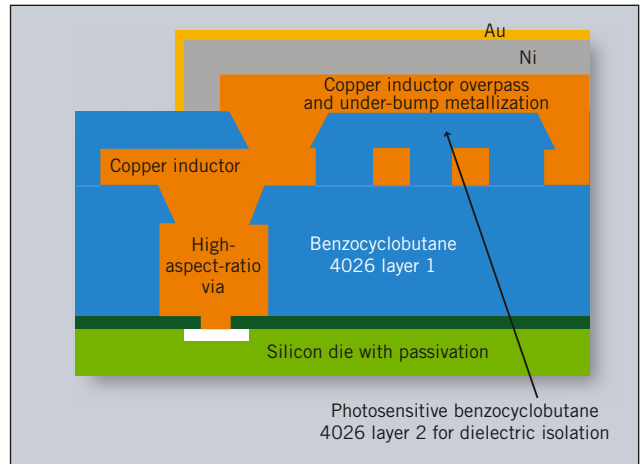 Au
Ni
Copper inductor overpass
and under-bump metallization
Copper inductor
High-
aspect-ratio
via
Benzocyclobutane
4026 layer 1
Silicon die with passivation
Photosensitive benzocyclobutane
4026 layer 2 for dielectric isolation